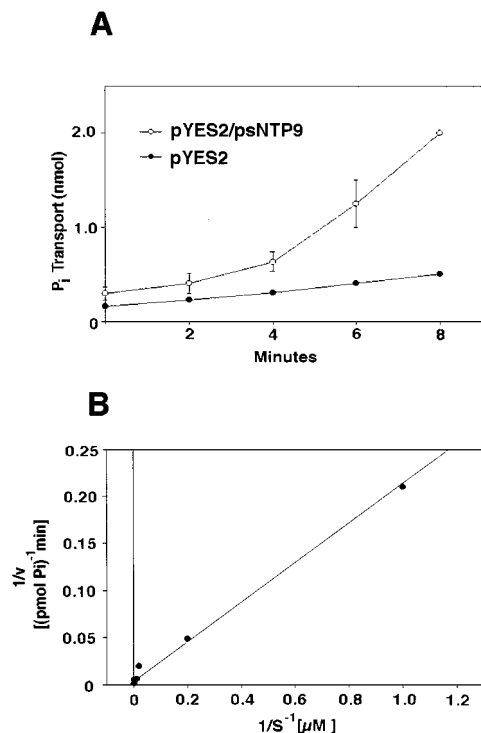 A
pYES2/psNTP9
pYES2
Pi Transport (nmol)
2.0
1.0
0
2
4
6
8
Minutes
B
1/v
[(pmol Pi)-1min]
0.25
0.20
0.15
0.10
0.05
0
0
0.2
0.4
0.6
0.8
1.0
1.2
1/S-1[µM ]